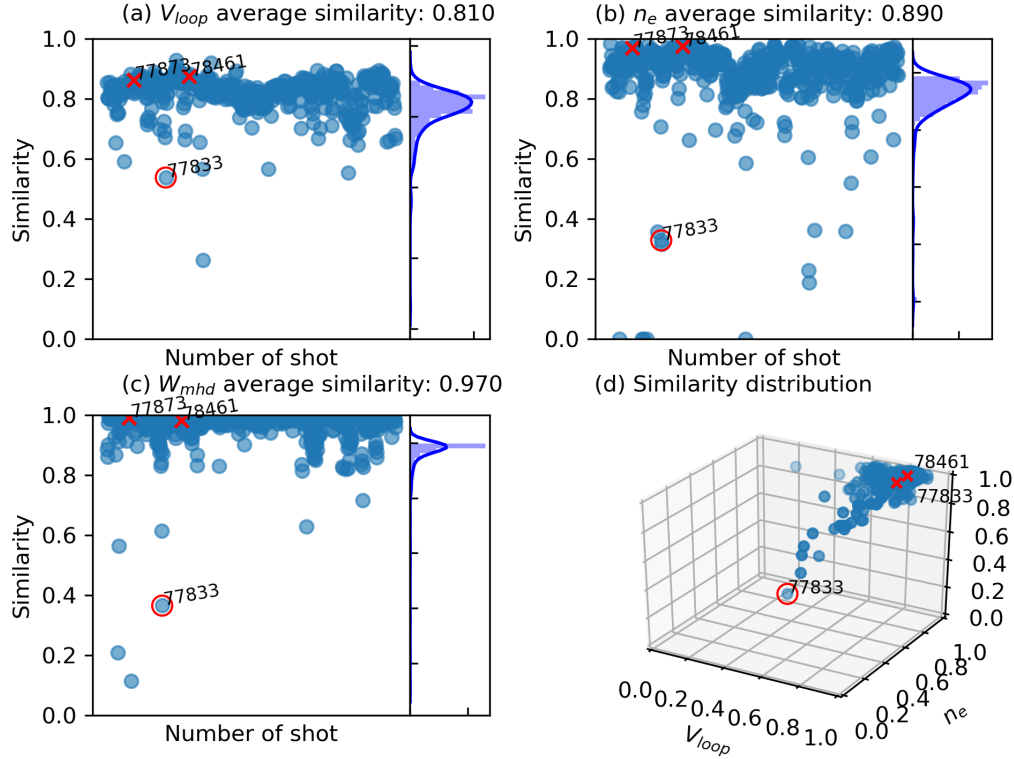 (a) V_loop average similarity: 0.810
1.0
0.8
0.6
0.4
0.2
0.0
Similarity
77873
78461
77833
Number of shot
(b) n_e average similarity: 0.890
1.0
0.8
0.6
0.4
0.2
0.0
Similarity
77873
78461
77833
Number of shot
(c) W_mhd average similarity: 0.970
1.0
0.8
0.6
0.4
0.2
0.0
Similarity
77873
78461
77833
Number of shot
(d) Similarity distribution
78461
77833
77833
1.0
0.8
0.6
0.4
0.2
0.0
0.0 0.2 0.4 0.6 0.8 1.0
V_loop
0.0 0.2 0.4 0.6 0.8 1.0
n_e